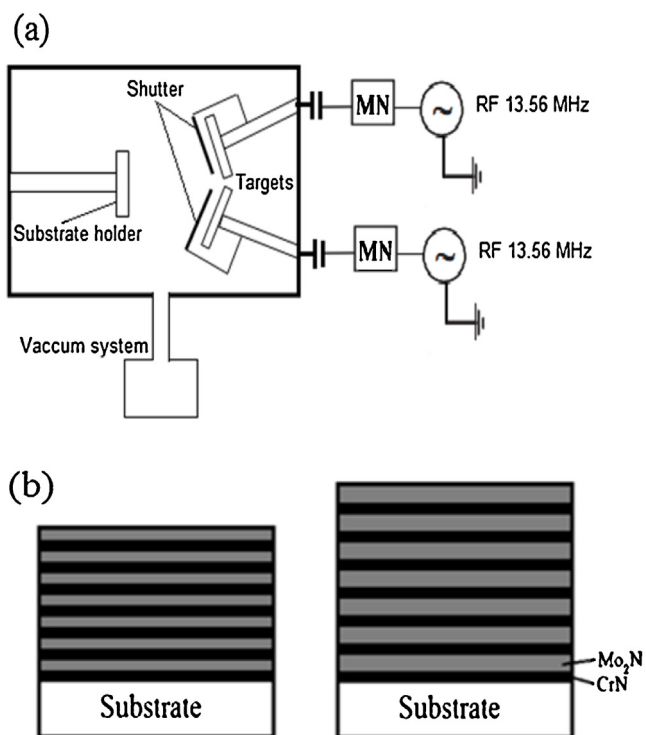 (a)
Shutter
MN
~
RF 13.56 MHz
Targets
Substrate holder
MN
~
RF 13.56 MHz
Vaccum system
(b)
Mo₂N
CrN
Substrate
Substrate